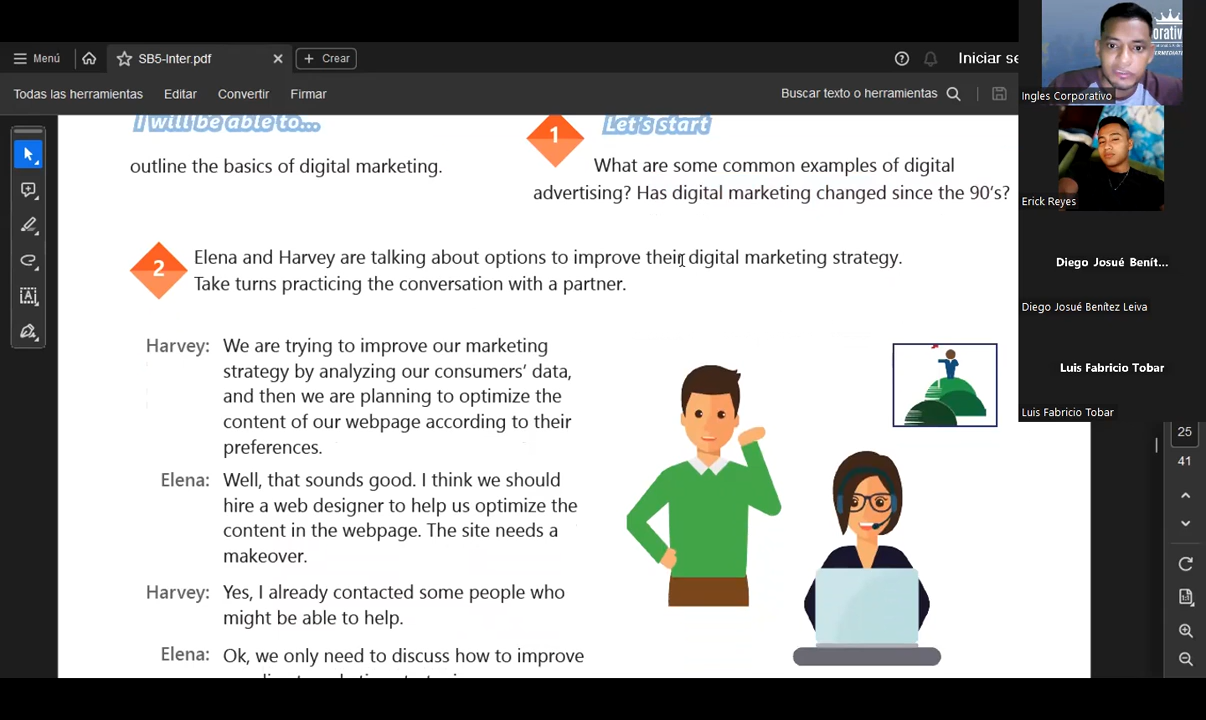 Menú
SB5-Inter.pdf
Crear
Iniciar se
Todas las herramientas
Editar
Convertir
Firmar
Buscar texto o herramientas
I will be able to...
outline the basics of digital marketing.
1
Let's start
What are some common examples of digital
advertising? Has digital marketing changed since the 90's?
2
Elena and Harvey are talking about options to improve their digital marketing strategy.
Take turns practicing the conversation with a partner.
Harvey: We are trying to improve our marketing
strategy by analyzing our consumers' data,
and then we are planning to optimize the
content of our webpage according to their
preferences.
Elena: Well, that sounds good. I think we should
hire a web designer to help us optimize the
content in the webpage. The site needs a
makeover.
Harvey: Yes, I already contacted some people who
might be able to help.
Elena: Ok, we only need to discuss how to improve
Ingles Corporativo
Erick Reyes
Diego Josué Benít...
Diego Josué Benítez Leiva
Luis Fabricio Tobar
Luis Fabricio Tobar
25
41